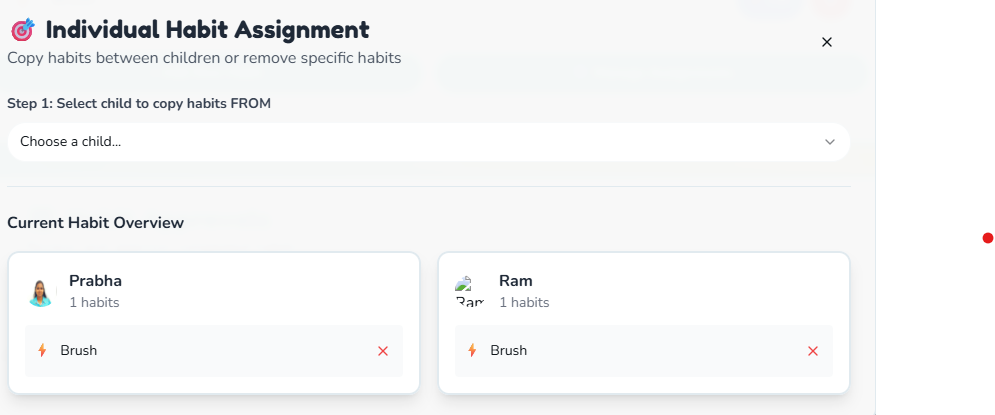 Individual Habit Assignment
Copy habits between children or remove specific habits
Step 1: Select child to copy habits FROM
Choose a child...
Current Habit Overview
Prabha
1 habits
Brush
Ram
Ram
1 habits
Brush